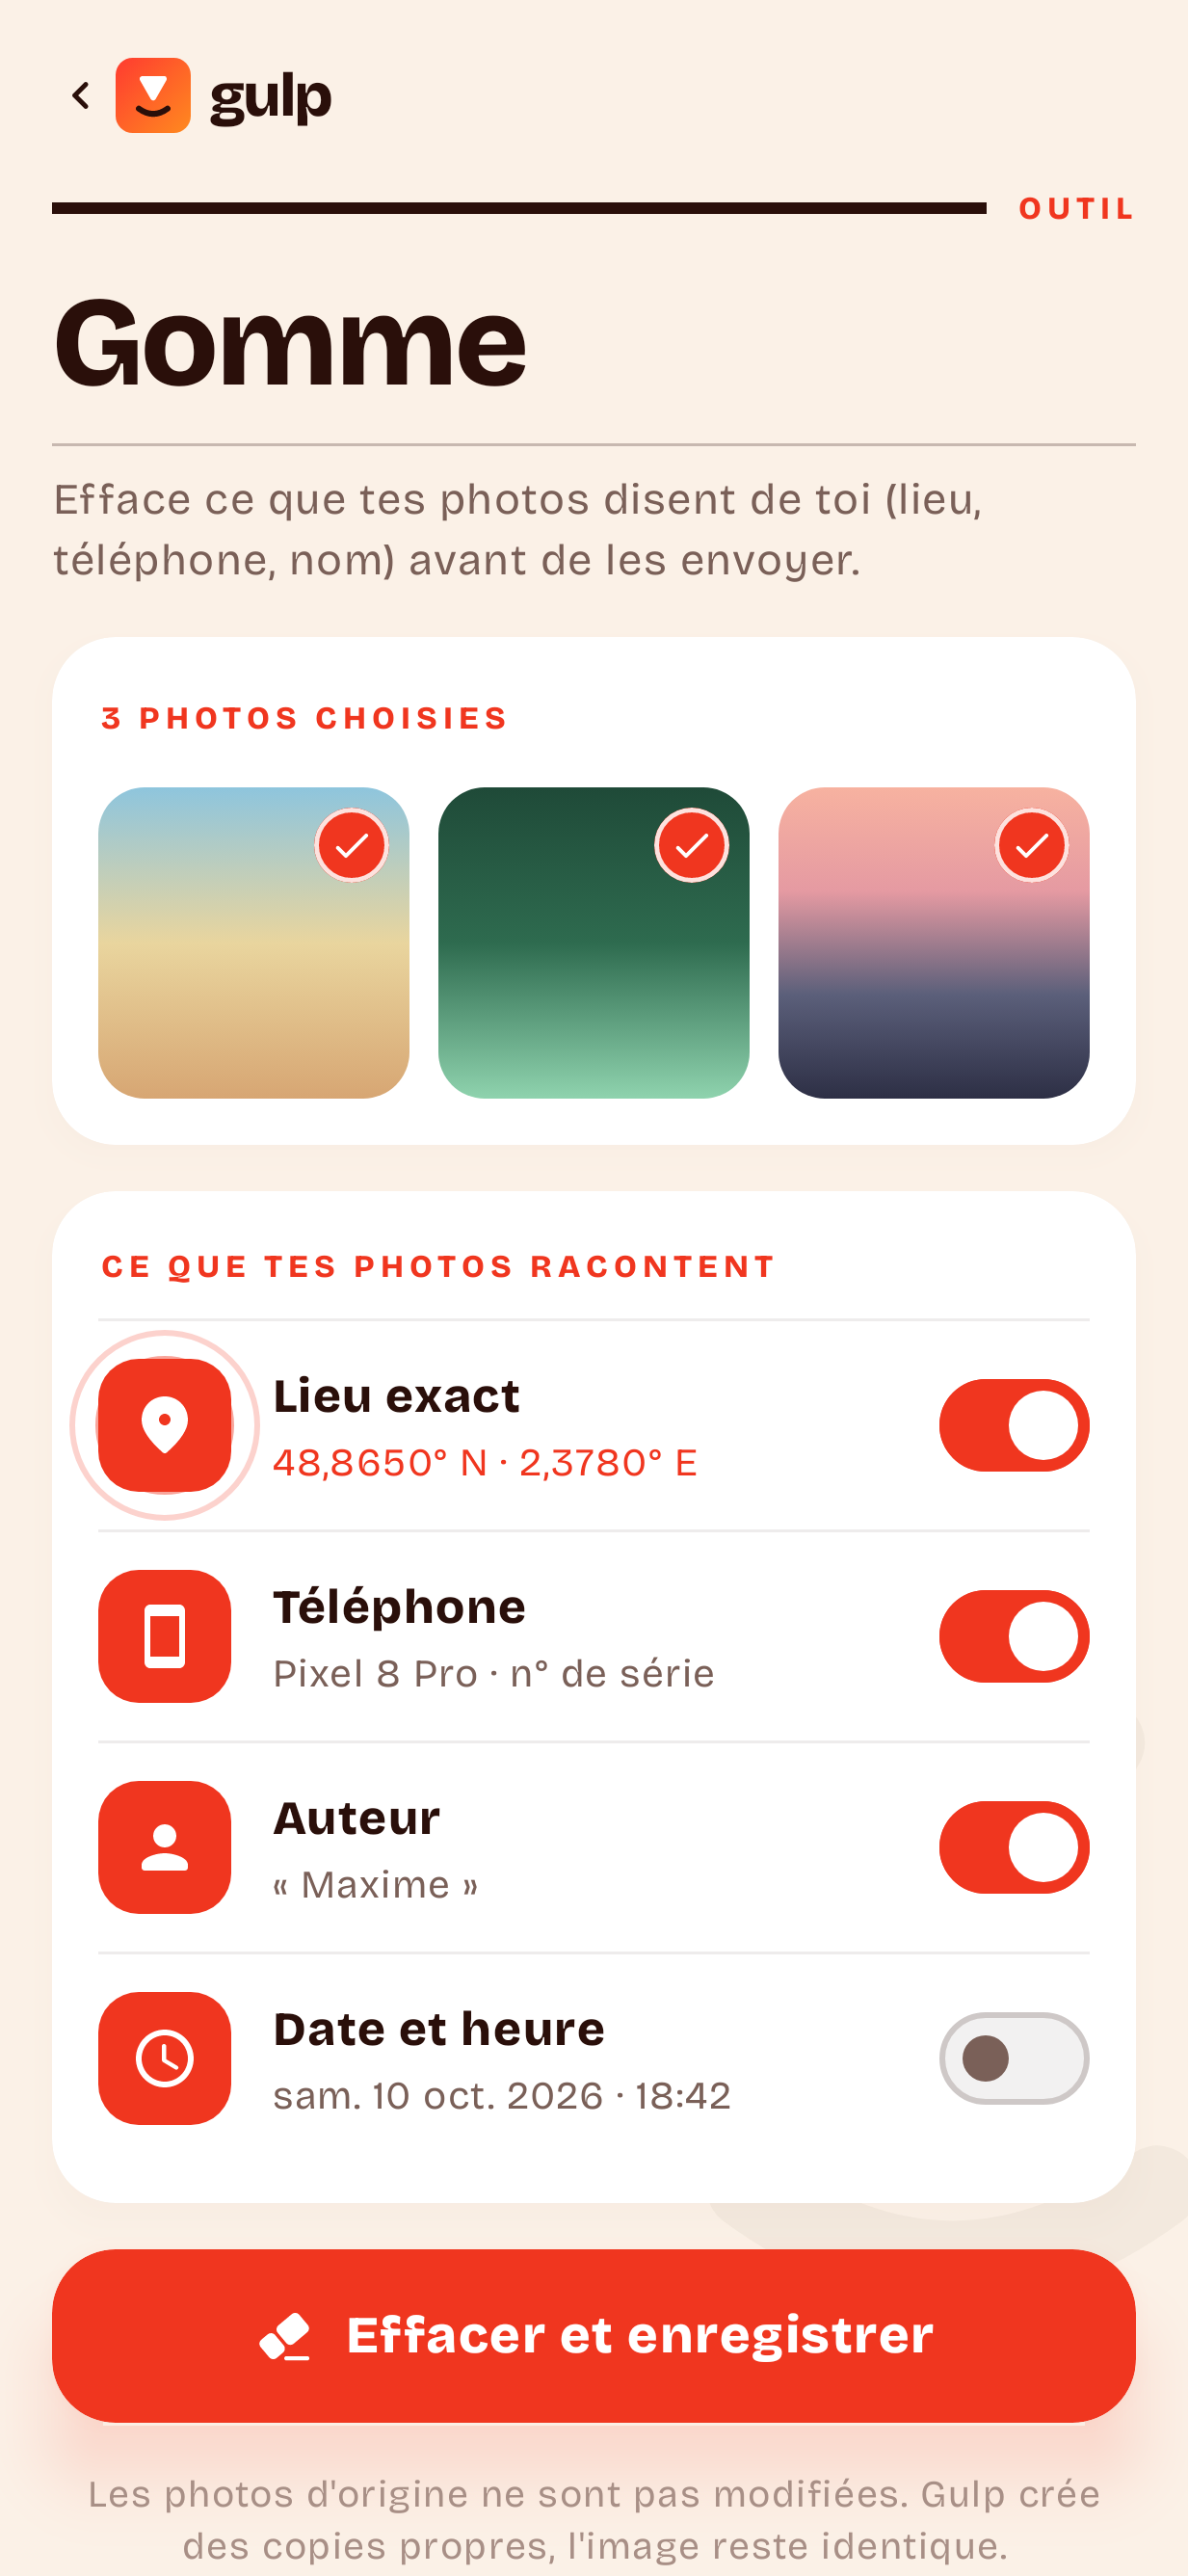 gulp
OUTIL
Gomme
Efface ce que tes photos disent de toi (lieu,
téléphone, nom) avant de les envoyer.
3 PHOTOS CHOISIES
CE QUE TES PHOTOS RACONTENT
Lieu exact
48,8650° N · 2,3780° E
Téléphone
Pixel 8 Pro · n° de série
Auteur
« Maxime »
Date et heure
sam. 10 oct. 2026 · 18:42
Effacer et enregistrer
Les photos d'origine ne sont pas modifiées. Gulp crée
des copies propres, l'image reste identique.